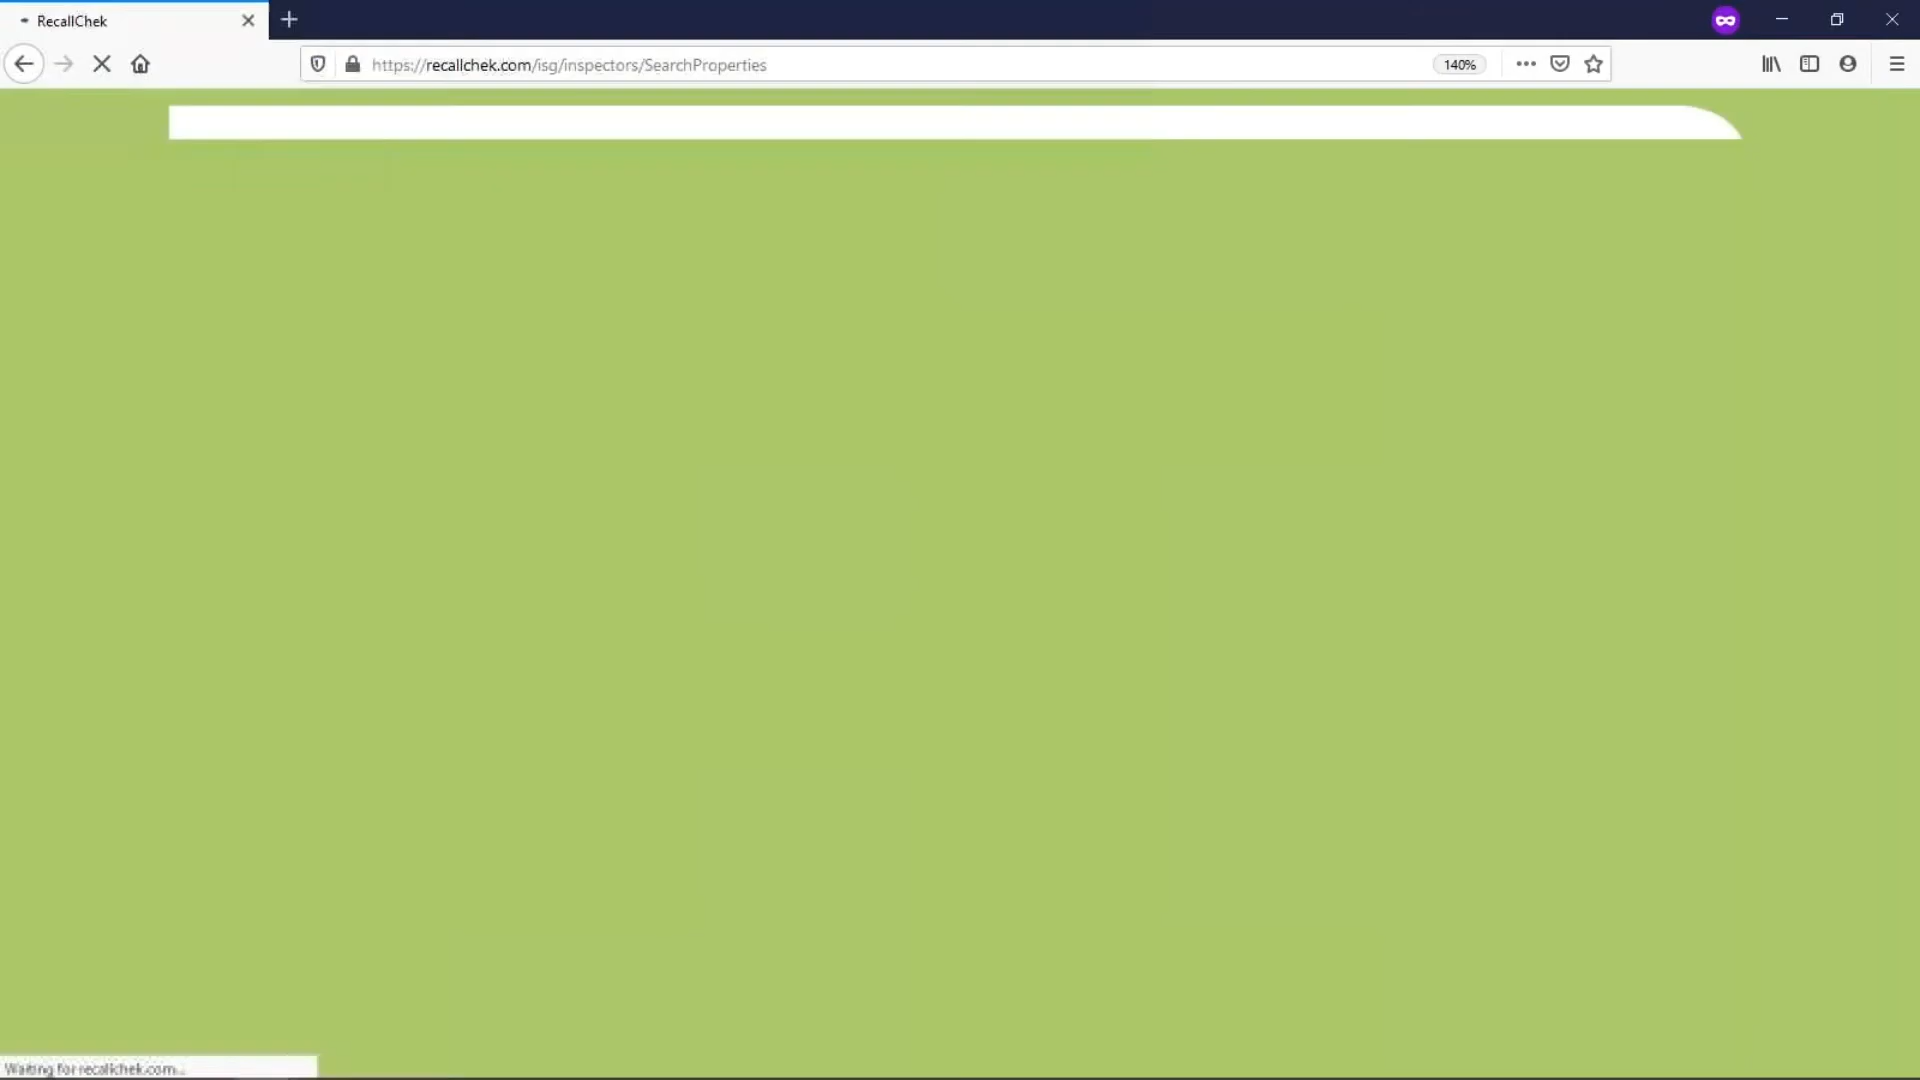 RecallChek
https://recallchek.com/isg/inspectors/SearchProperties
140%
Waiting for recallchek.com...